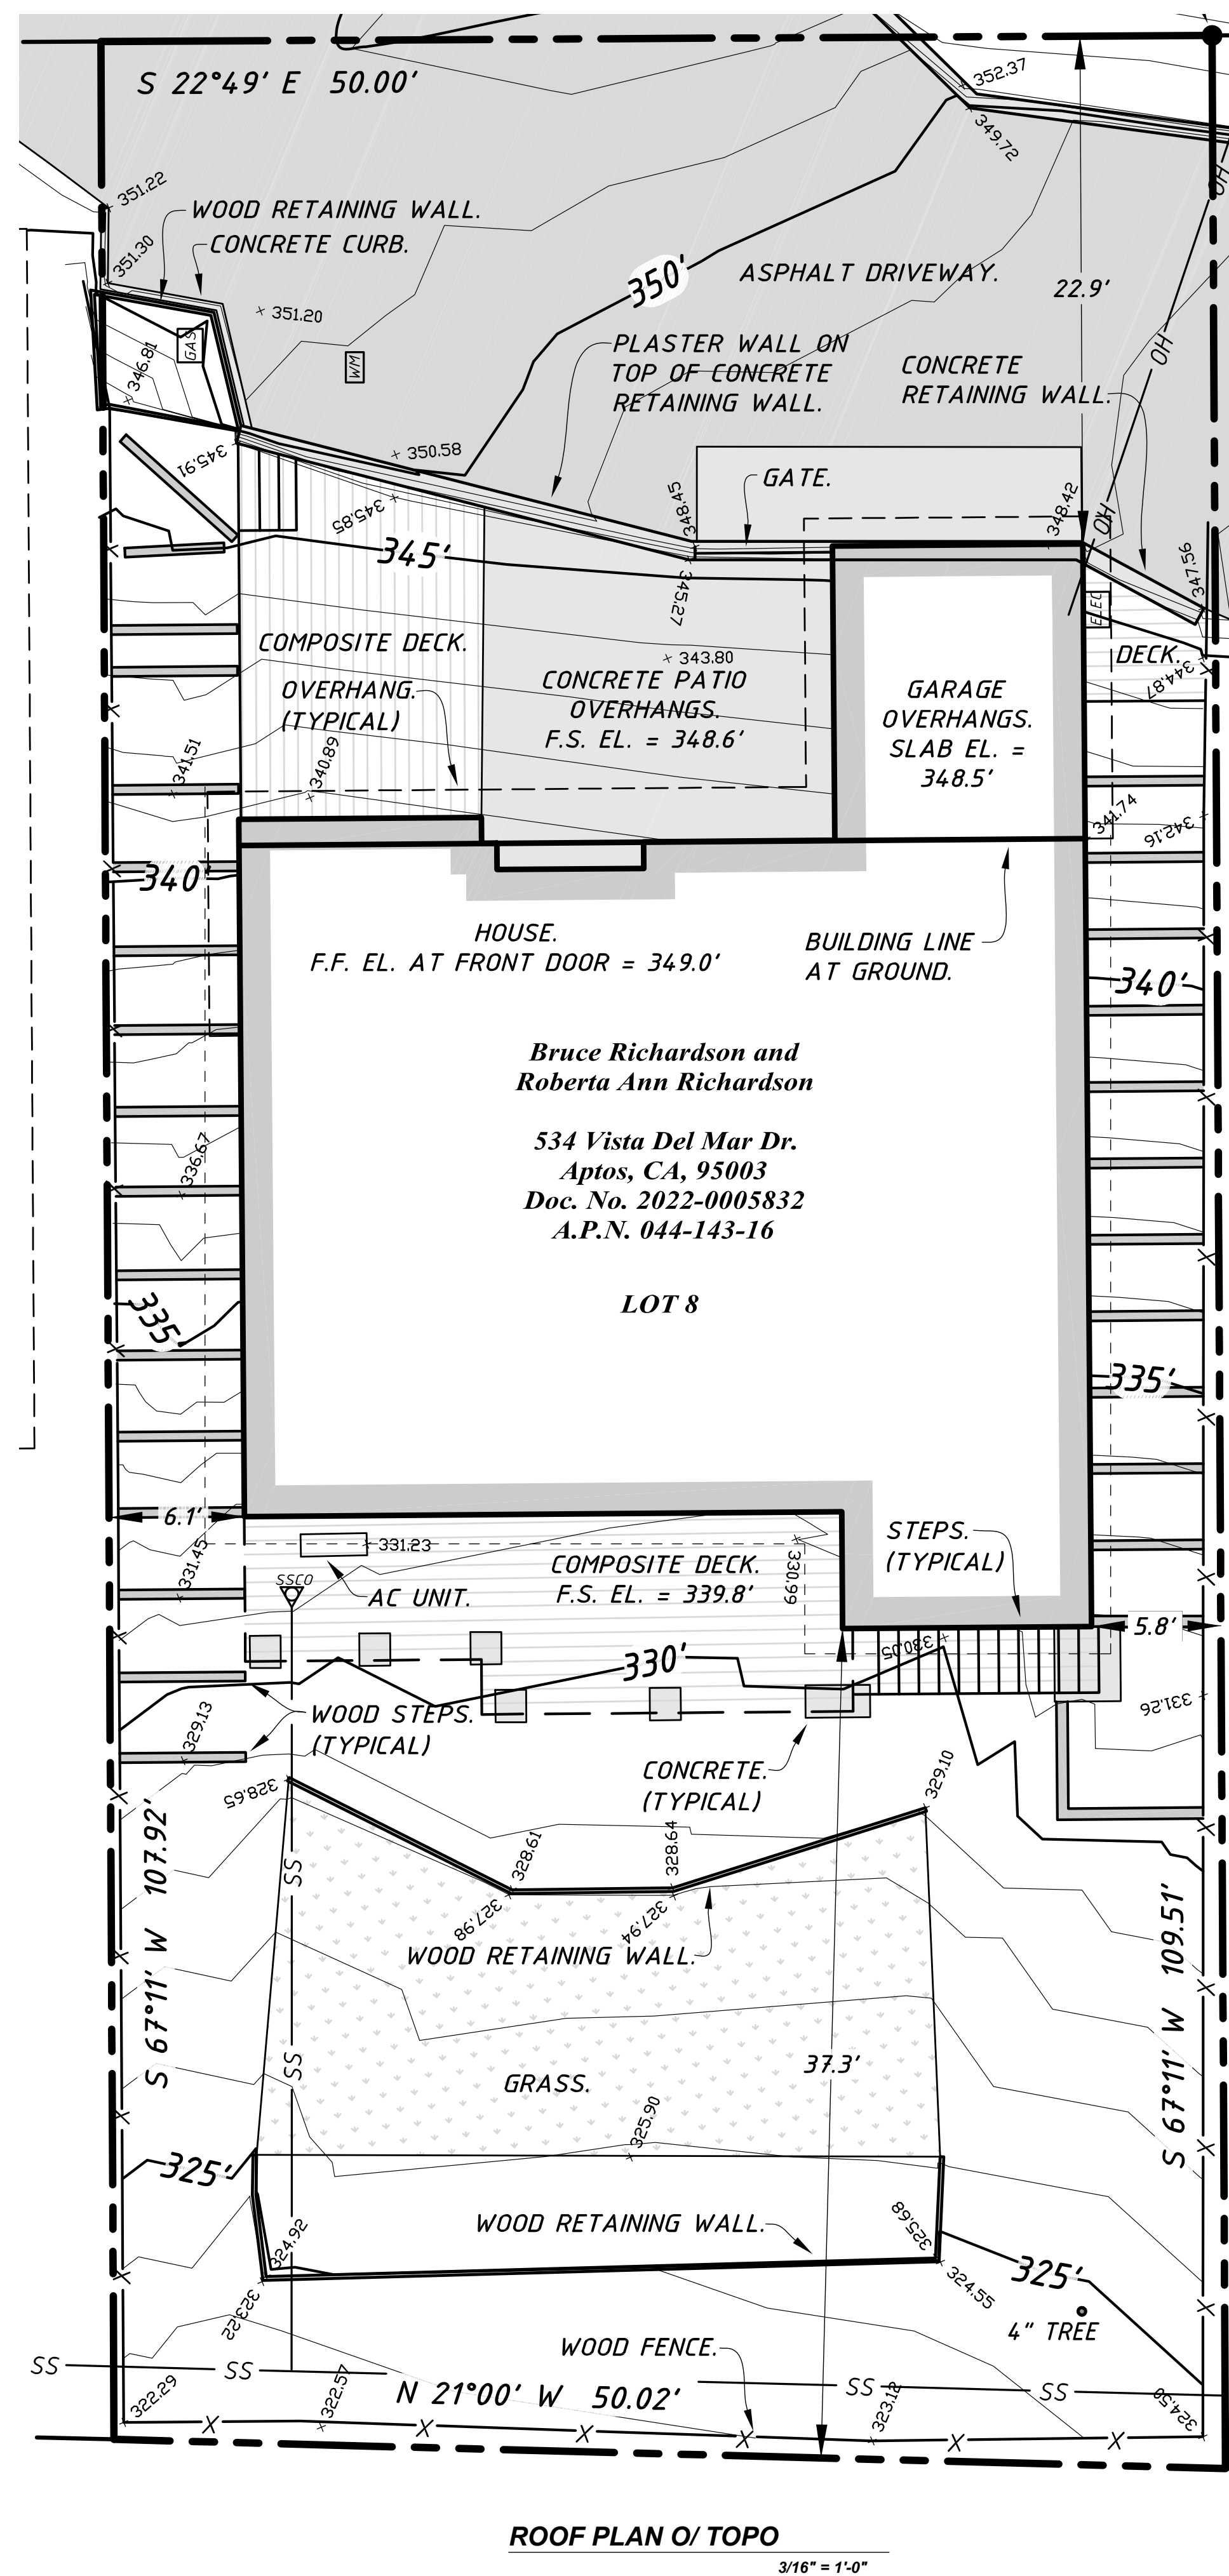 S 22°49' E  50.00'
352.37
349.72
351.22
WOOD RETAINING WALL.
CONCRETE CURB.
351.30
OH
350'
ASPHALT DRIVEWAY.
22.9'
351.20
GAS
WM
346.81
PLASTER WALL ON
TOP OF CONCRETE
RETAINING WALL.
CONCRETE
RETAINING WALL.
OH
350.58
345.91
GATE.
345.85
348.45
348.42
OH
345'
345.27
347.56
ELEC
COMPOSITE DECK.
OVERHANG.
(TYPICAL)
343.80
CONCRETE PATIO
OVERHANGS.
F.S. EL. = 348.6'
GARAGE
OVERHANGS.
SLAB EL. =
348.5'
DECK.
344.87
341.51
340.89
341.74
342.16
340'
HOUSE.
F.F. EL. AT FRONT DOOR = 349.0'
BUILDING LINE
AT GROUND.
340'
Bruce Richardson and
Roberta Ann Richardson
534 Vista Del Mar Dr.
Aptos, CA, 95003
Doc. No. 2022-0005832
A.P.N. 044-143-16
LOT 8
336.67
335'
335'
6.1'
331.45
331.23
SSCO
AC UNIT.
COMPOSITE DECK.
F.S. EL. = 339.8'
330.99
STEPS.
(TYPICAL)
5.8'
330.05
330'
331.26
WOOD STEPS.
(TYPICAL)
329.13
CONCRETE.
(TYPICAL)
328.65
329.10
328.61
328.64
327.98
327.94
SS
S 67°11' W  107.92'
S 67°11' W  109.51'
WOOD RETAINING WALL.
SS
37.3'
GRASS.
325.90
325'
324.92
WOOD RETAINING WALL.
325.68
324.55
325'
323.22
4" TREE
WOOD FENCE.
SS
SS
SS
SS
322.29
322.57
N 21°00' W  50.02'
323.12
324.50
ROOF PLAN O/ TOPO
3/16" = 1'-0"